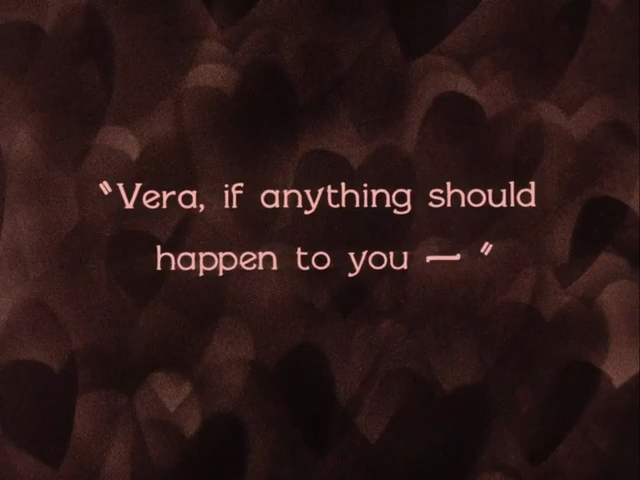 "Vera, if anything should
happen to you — "